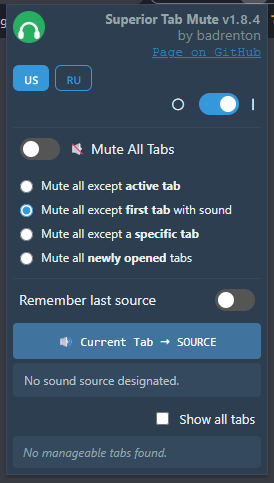 Superior Tab Mute v1.8.4
by badrenton
Page on GitHub
US RU
Mute All Tabs
Mute all except active tab
Mute all except first tab with sound
Mute all except a specific tab
Mute all newly opened tabs
Remember last source
Current Tab → SOURCE
No sound source designated.
Show all tabs
No manageable tabs found.